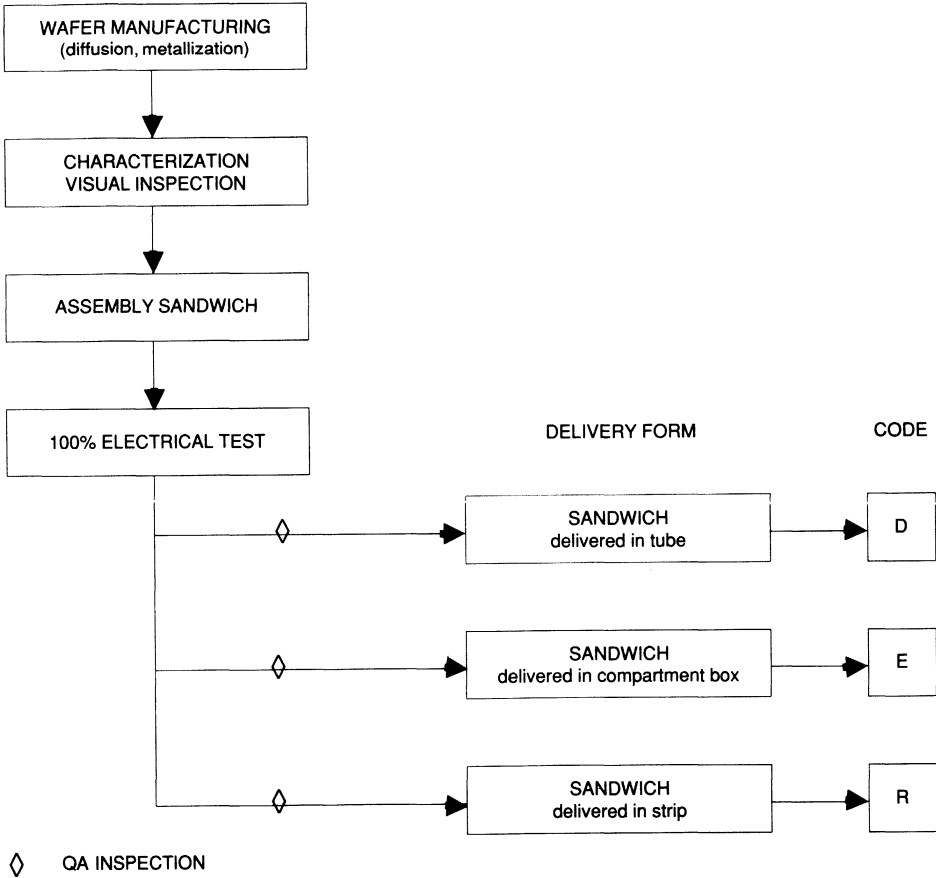 WAFER MANUFACTURING
(diffusion, metallization)
CHARACTERIZATION
VISUAL INSPECTION
ASSEMBLY SANDWICH
100% ELECTRICAL TEST
DELIVERY FORM
CODE
SANDWICH
delivered in tube
D
SANDWICH
delivered in compartment box
E
SANDWICH
delivered in strip
R
QA INSPECTION